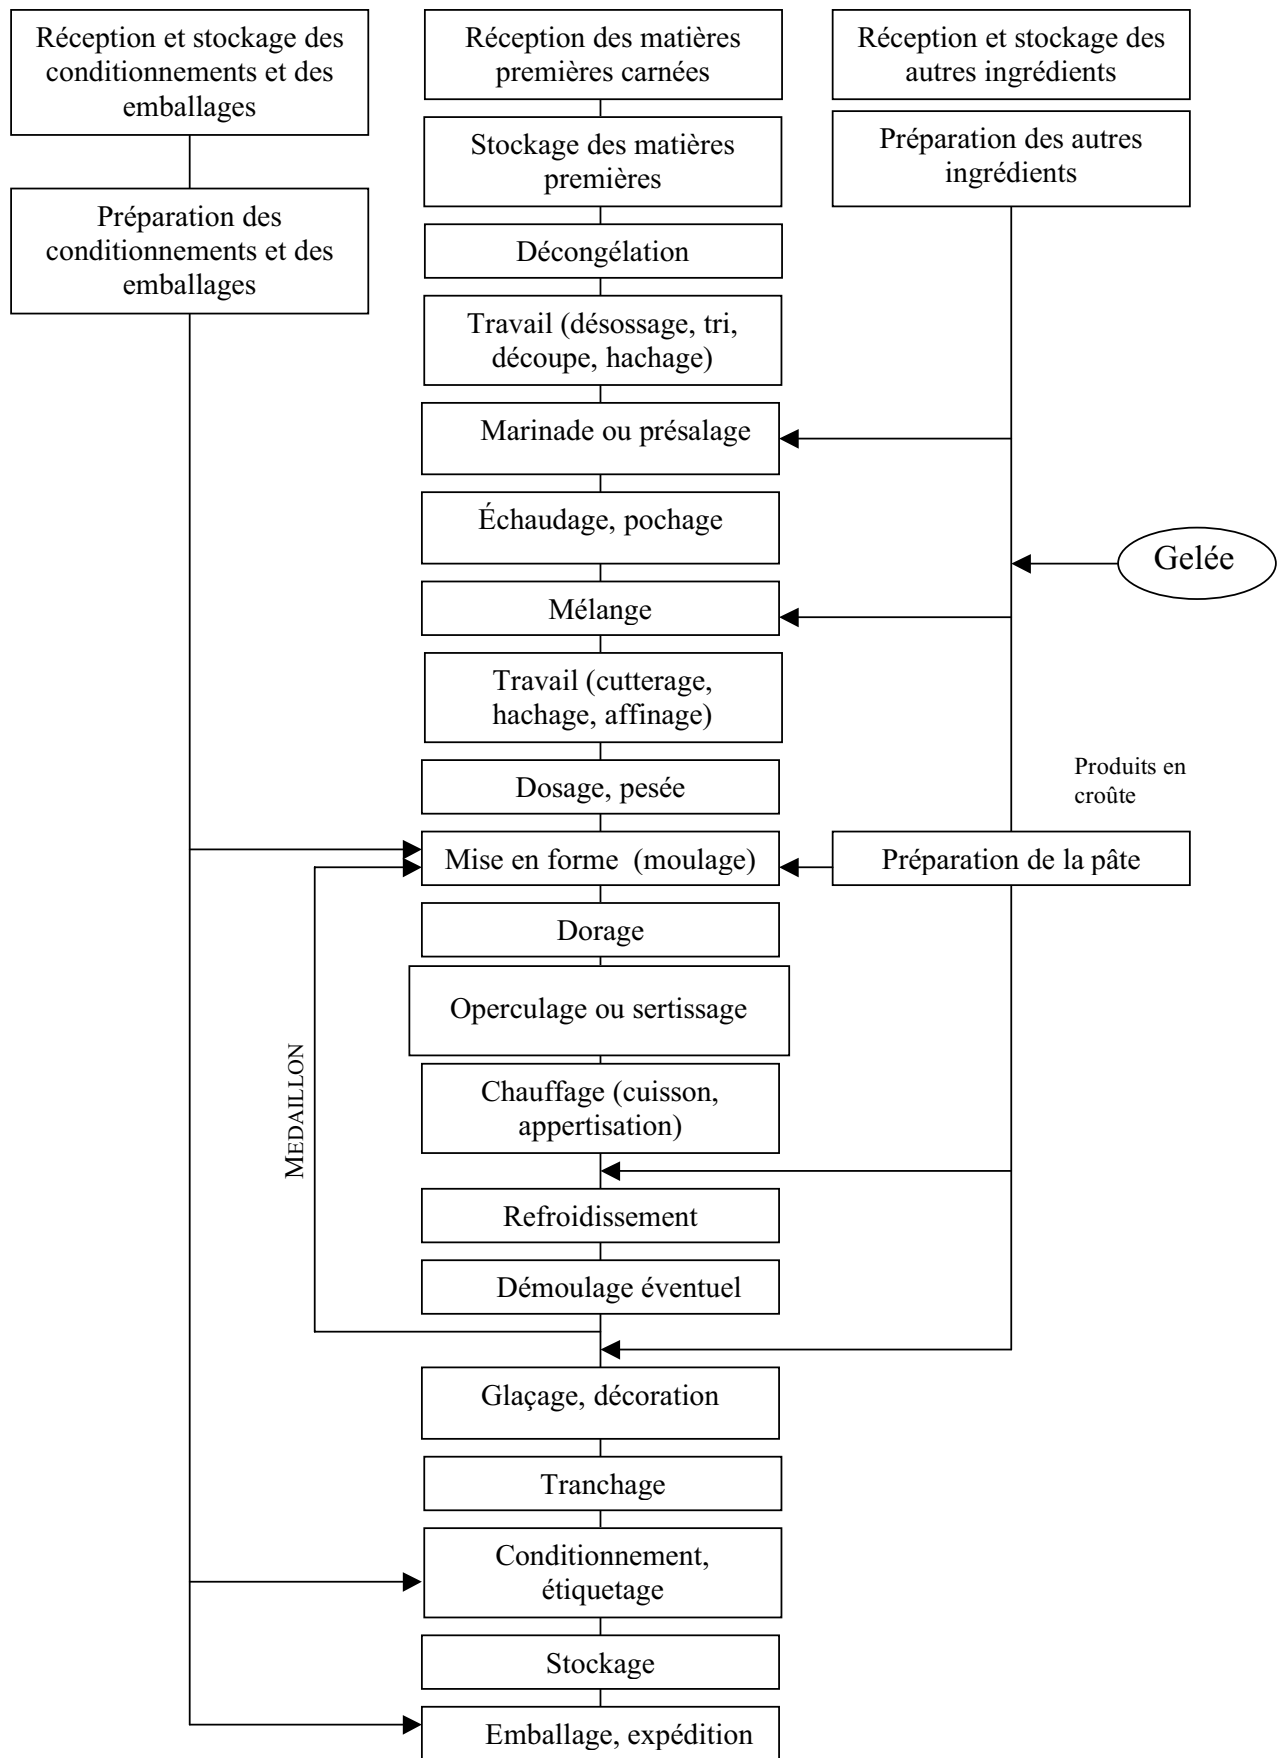 Réception et stockage des
conditionnements et des
emballages
Réception des matières
premières carnées
Réception et stockage des
autres ingrédients
Stockage des matières
premières
Préparation des autres
ingrédients
Préparation des
conditionnements et des
emballages
Décongélation
Travail (désossage, tri,
découpe, hachage)
Marinade ou présalage
Échaudage, pochage
Gelée
Mélange
Travail (cutterage,
hachage, affinage)
Produits en
croûte
Dosage, pesée
Mise en forme (moulage)
Préparation de la pâte
Dorage
Operculage ou sertissage
MEDAILLON
Chauffage (cuisson,
appertisation)
Refroidissement
Démoulage éventuel
Glaçage, décoration
Tranchage
Conditionnement,
étiquetage
Stockage
Emballage, expédition